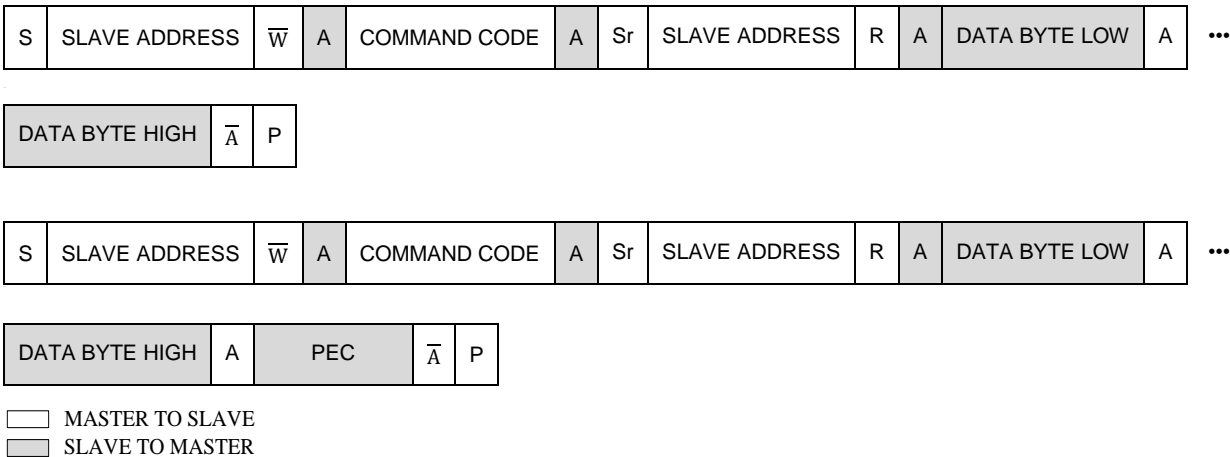 S SLAVE ADDRESS W̅ A COMMAND CODE A Sr SLAVE ADDRESS R A DATA BYTE LOW A •••
DATA BYTE HIGH A̅ P
S SLAVE ADDRESS W̅ A COMMAND CODE A Sr SLAVE ADDRESS R A DATA BYTE LOW A •••
DATA BYTE HIGH A PEC A̅ P
MASTER TO SLAVE
SLAVE TO MASTER